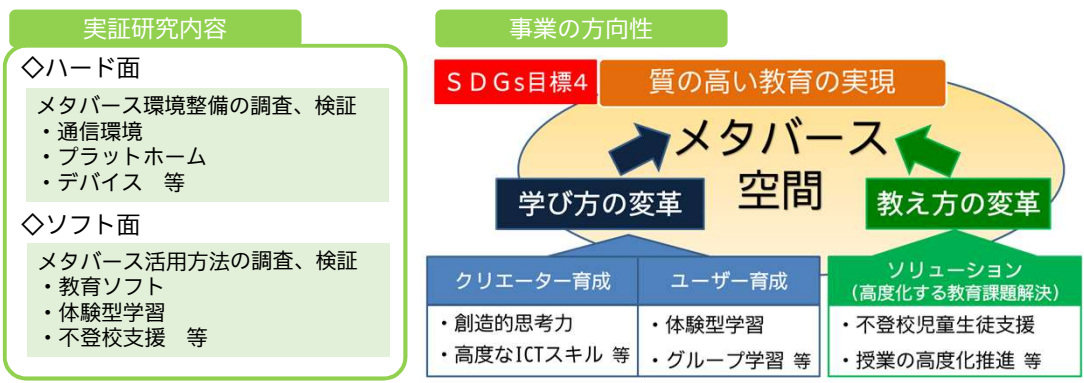 実証研究内容
◇ハード面
メタバース環境整備の調査、検証
・通信環境
・プラットホーム
・デバイス　等
◇ソフト面
メタバース活用方法の調査、検証
・教育ソフト
・体験型学習
・不登校支援　等
事業の方向性
ＳＤＧs目標4
質の高い教育の実現
メタバース
空間
学び方の変革
教え方の変革
クリエーター育成
・創造的思考力
・高度なICTスキル 等
ユーザー育成
・体験型学習
・グループ学習 等
ソリューション
(高度化する教育課題解決)
・不登校児童生徒支援
・授業の高度化推進 等